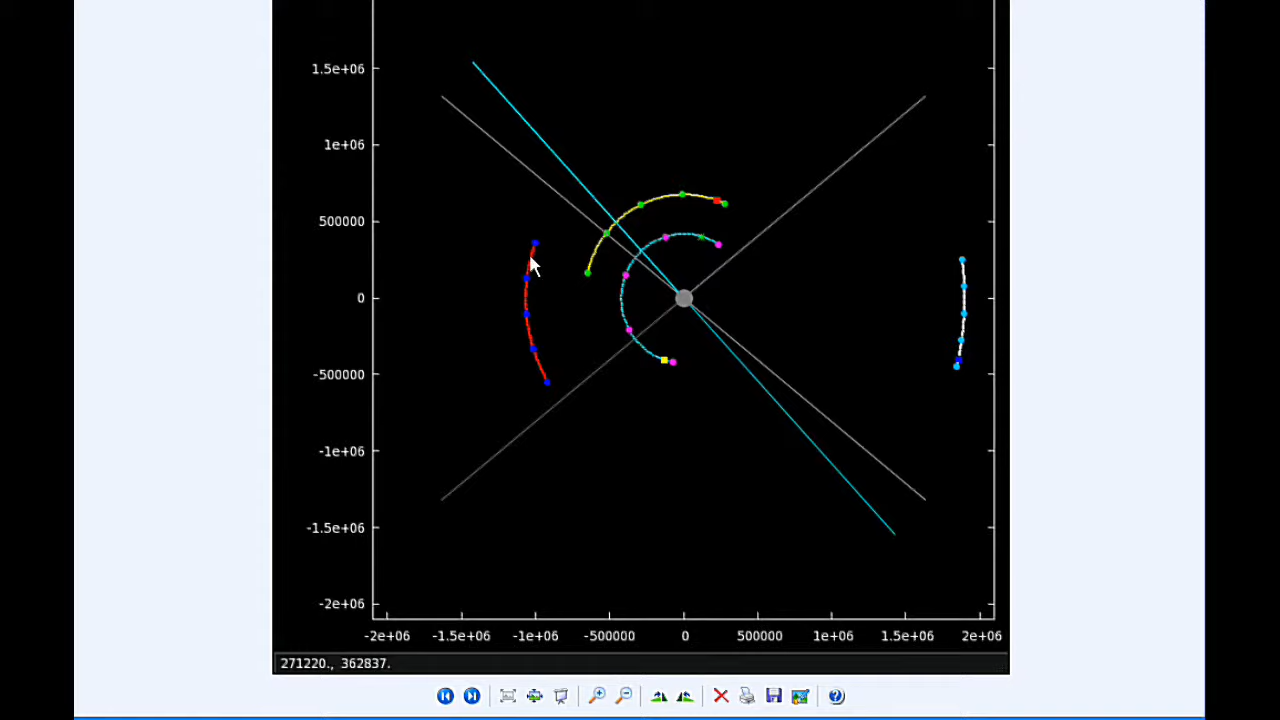 1.5e+06
1e+06
500000
0
-500000
-1e+06
-1.5e+06
-2e+06
-2e+06 -1.5e+06 -1e+06 -500000 0 500000 1e+06 1.5e+06 2e+06
271220., 362837.